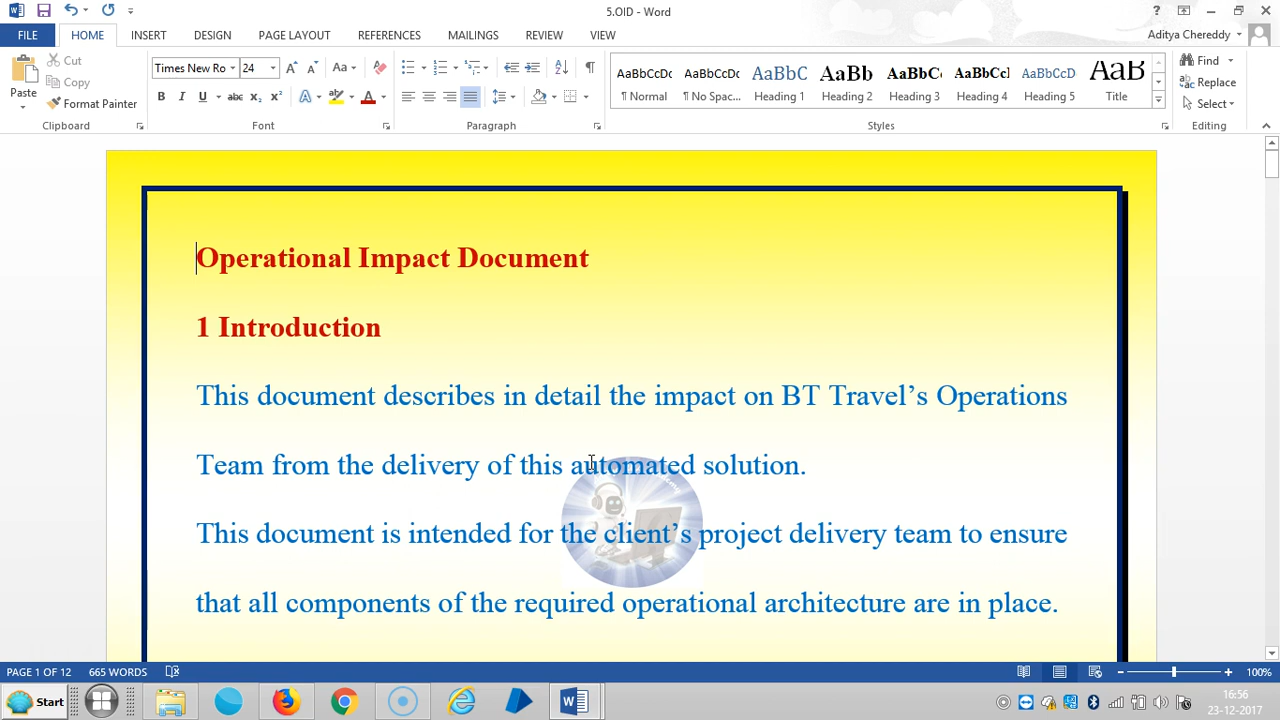 5.OID - Word
Aditya Chereddy
FILE HOME INSERT DESIGN PAGE LAYOUT REFERENCES MAILINGS REVIEW VIEW
Paste
Cut
Copy
Format Painter
Clipboard
Times New Ro 24
Font
Paragraph
AaBbCcDc AaBbCcDc AaBbC AaBb AaBbC AaBbCcI AaBbCcD AaB
¶ Normal ¶ No Spac... Heading 1 Heading 2 Heading 3 Heading 4 Heading 5 Title
Styles
Find
Replace
Select
Editing
Operational Impact Document
1 Introduction
This document describes in detail the impact on BT Travel’s Operations
Team from the delivery of this automated solution.
This document is intended for the client’s project delivery team to ensure
that all components of the required operational architecture are in place.
PAGE 1 OF 12 665 WORDS 100%
Start
16:56
23-12-2017